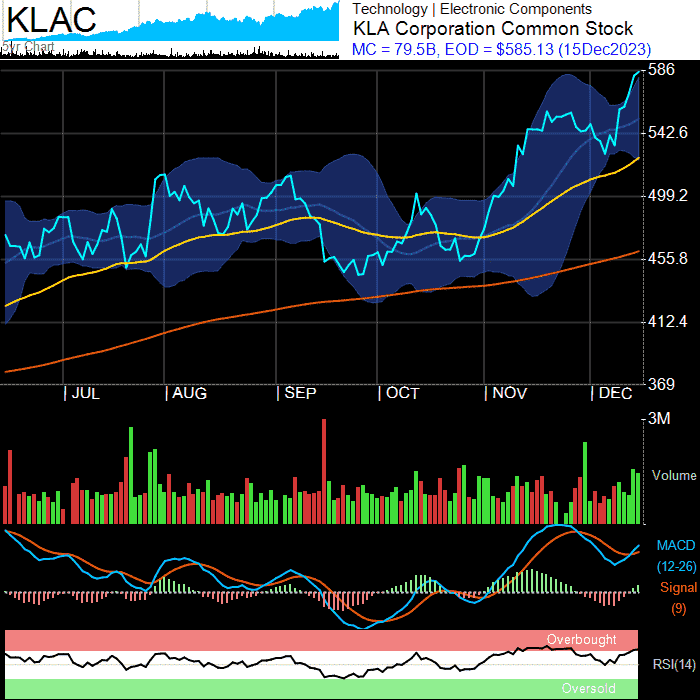 KLAC
5yr Chart
Technology | Electronic Components
KLA Corporation Common Stock
MC = 79.5B, EOD = $585.13 (15Dec2023)
586
542.6
499.2
455.8
412.4
369
| JUL | AUG | SEP | OCT | NOV | DEC
3M
Volume
MACD
(12-26)
Signal
(9)
Overbought
RSI(14)
Oversold